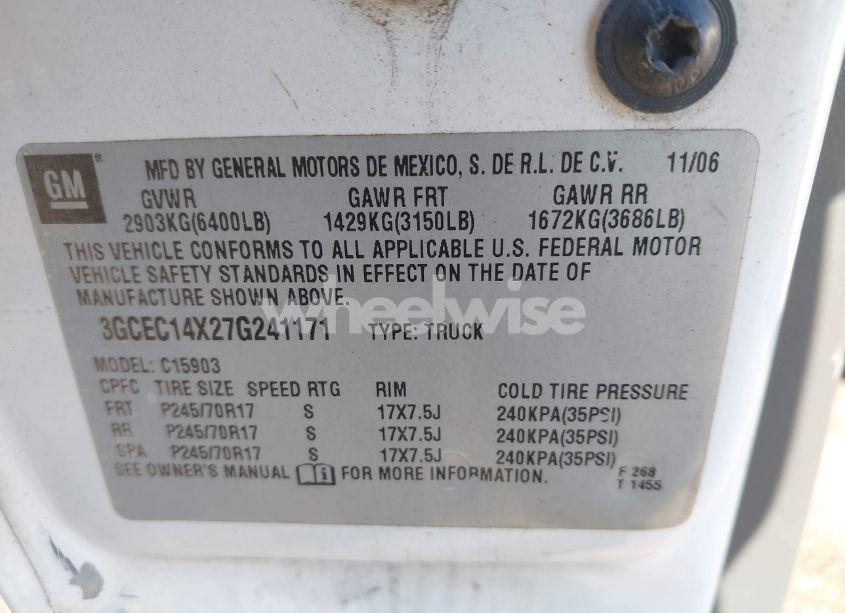 GM ® MFD BY GENERAL MOTORS DE MEXICO, S. DE R.L. DE C.V. 11/06
GVWR GAWR FRT GAWR RR
2903KG(6400LB) 1429KG(3150LB) 1672KG(3686LB)
THIS VEHICLE CONFORMS TO ALL APPLICABLE U.S. FEDERAL MOTOR
VEHICLE SAFETY STANDARDS IN EFFECT ON THE DATE OF
MANUFACTURE SHOWN ABOVE.
wheelwise
3GCEC14X27G241171 TYPE: TRUCK
MODEL: C15903
CPFC TIRE SIZE SPEED RTG RIM COLD TIRE PRESSURE
FRT P245/70R17 S 17X7.5J 240KPA(35PSI)
RR P245/70R17 S 17X7.5J 240KPA(35PSI)
SPA P245/70R17 S 17X7.5J 240KPA(35PSI)
SEE OWNER'S MANUAL i FOR MORE INFORMATION.
F 268
T 1455